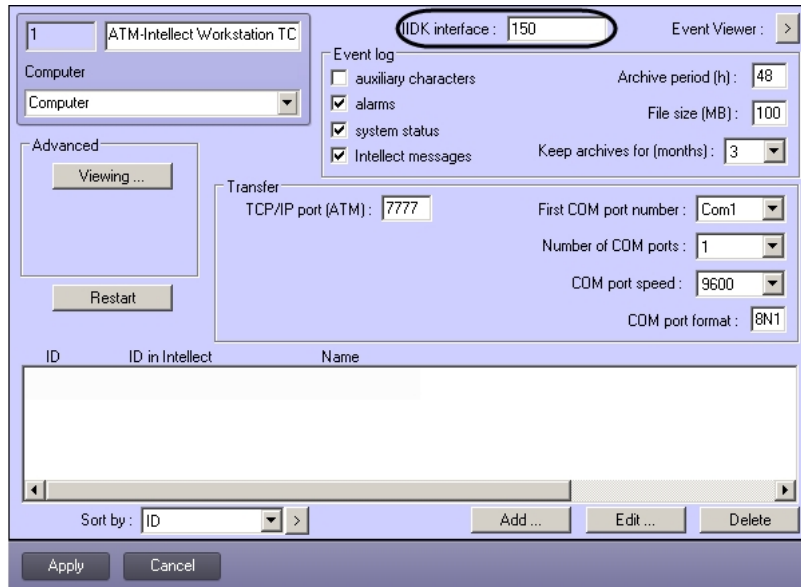 1 ATM-Intellect Workstation TC
IIDK interface : 150
Event Viewer : >
Computer
Computer
Event log
auxiliary characters
alarms
system status
Intellect messages
Archive period (h) : 48
File size (MB) : 100
Keep archives for (months) : 3
Advanced
Viewing ...
Restart
Transfer
TCP/IP port (ATM) : 7777
First COM port number : Com1
Number of COM ports : 1
COM port speed : 9600
COM port format : 8N1
ID ID in Intellect Name
Sort by : ID >
Add ... Edit ... Delete
Apply Cancel